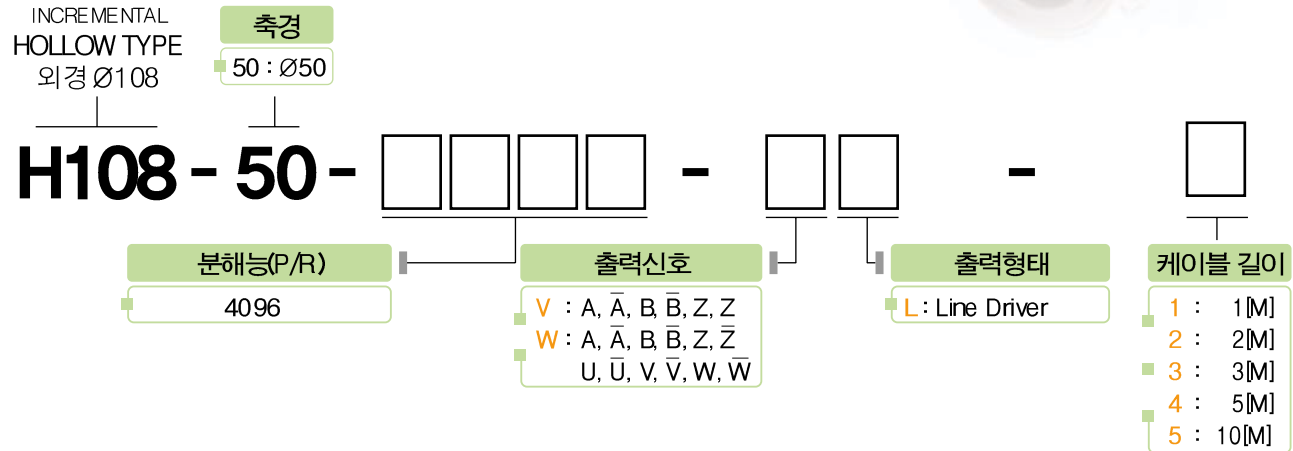 INCREMENTAL
HOLLOW TYPE
외경 Ø108
축경
50 : Ø50
H108 - 50 - □□□□ - □□ - □
분해능(P/R)
4096
출력신호
V : A, A̅, B, B̅, Z, Z
W : A, A̅, B, B̅, Z, Z̅
U, U̅, V, V̅, W, W̅
출력형태
L : Line Driver
케이블 길이
1 : 1[M]
2 : 2[M]
3 : 3[M]
4 : 5[M]
5 : 10[M]